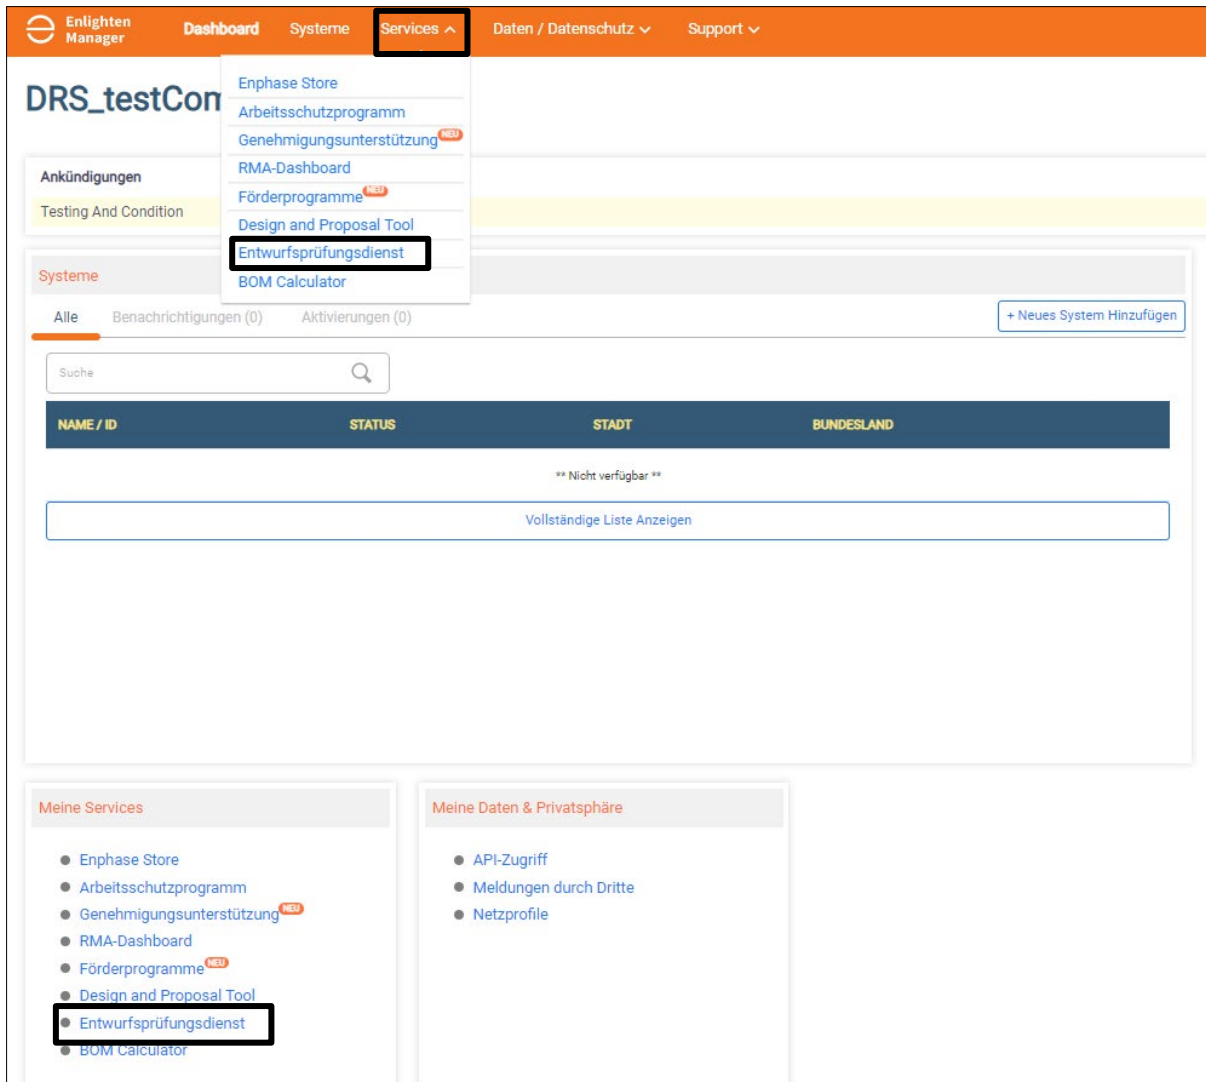 Enlighten
Manager
Dashboard Systeme Services Daten / Datenschutz Support
DRS_testCom
Enphase Store
Arbeitsschutzprogramm
Genehmigungsunterstützung NEU
RMA-Dashboard
Förderprogramme NEU
Design and Proposal Tool
Entwurfsprüfungsdienst
BOM Calculator
Ankündigungen
Testing And Condition
Systeme
Alle Benachrichtigungen (0) Aktivierungen (0) + Neues System Hinzufügen
Suche
NAME / ID STATUS STADT BUNDESLAND
** Nicht verfügbar **
Vollständige Liste Anzeigen
Meine Services
Enphase Store
Arbeitsschutzprogramm
Genehmigungsunterstützung NEU
RMA-Dashboard
Förderprogramme NEU
Design and Proposal Tool
Entwurfsprüfungsdienst
BOM Calculator
Meine Daten & Privatsphäre
API-Zugriff
Meldungen durch Dritte
Netzprofile